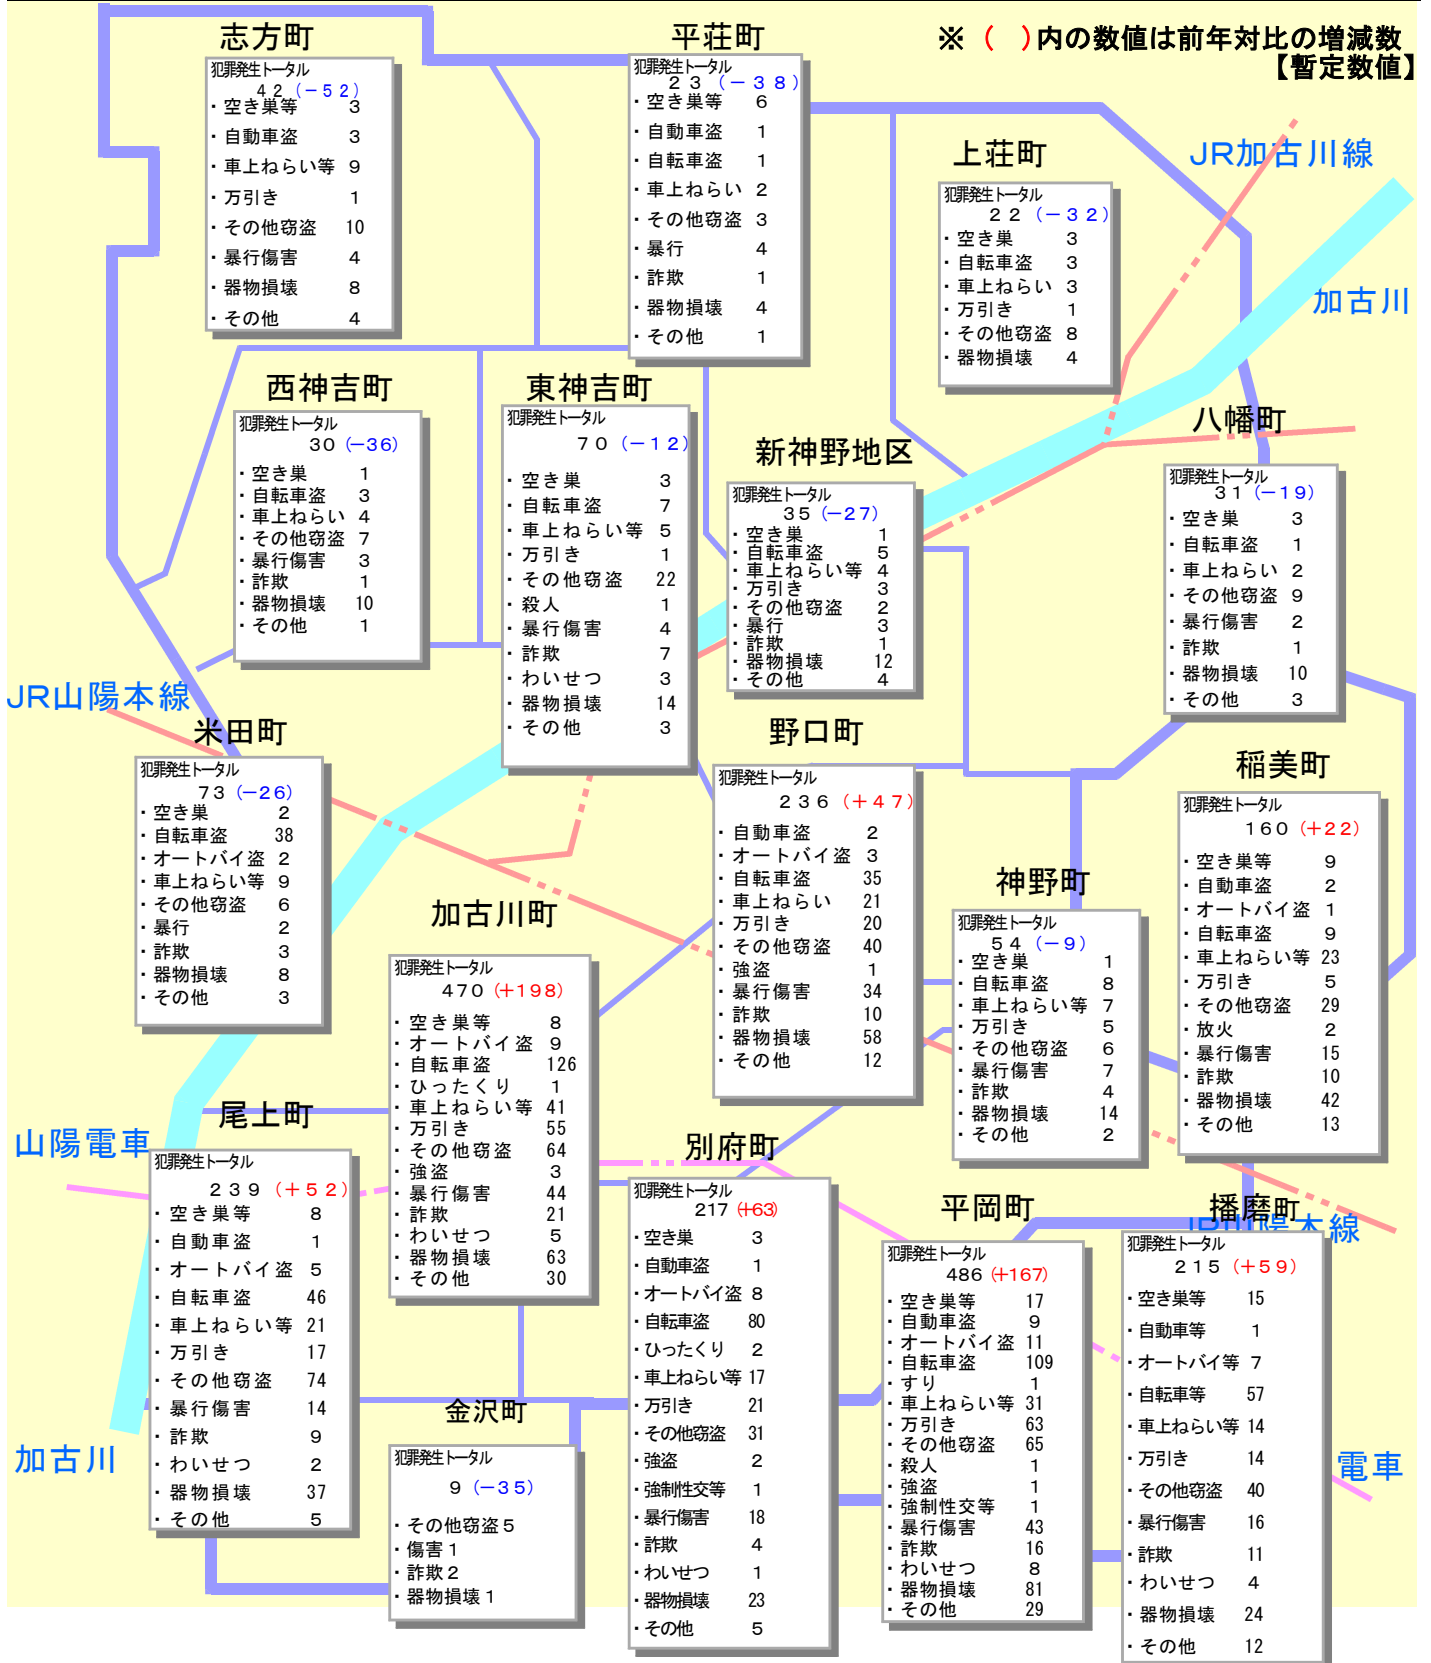 ※（　）内の数値は前年対比の増減数
【暫定数値】
志方町
犯罪発生トータル
４２（－５２）
・空き巣等 3
・自動車盗 3
・車上ねらい等 9
・万引き 1
・その他窃盗 10
・暴行傷害 4
・器物損壊 8
・その他 4
平荘町
犯罪発生トータル
２３（－３８）
・空き巣等 6
・自動車盗 1
・自転車盗 1
・車上ねらい 2
・その他窃盗 3
・暴行 4
・詐欺 1
・器物損壊 4
・その他 1
上荘町
犯罪発生トータル
２２（－３２）
・空き巣 3
・自転車盗 3
・車上ねらい 3
・万引き 1
・その他窃盗 8
・器物損壊 4
JR加古川線
加古川
西神吉町
犯罪発生トータル
30（－36）
・空き巣 1
・自転車盗 3
・車上ねらい 4
・その他窃盗 7
・暴行傷害 3
・詐欺 1
・器物損壊 10
・その他 1
東神吉町
犯罪発生トータル
７０（－１２）
・空き巣 3
・自転車盗 7
・車上ねらい等 5
・万引き 1
・その他窃盗 22
・殺人 1
・暴行傷害 4
・詐欺 7
・わいせつ 3
・器物損壊 14
・その他 3
新神野地区
犯罪発生トータル
35（－27）
・空き巣 1
・自転車盗 5
・車上ねらい等 4
・万引き 3
・その他窃盗 2
・暴行 3
・詐欺 1
・器物損壊 12
・その他 4
八幡町
犯罪発生トータル
３１（－19）
・空き巣 3
・自転車盗 1
・車上ねらい 2
・その他窃盗 9
・暴行傷害 2
・詐欺 1
・器物損壊 10
・その他 3
JR山陽本線
米田町
犯罪発生トータル
73（－26）
・空き巣 2
・自転車盗 38
・オートバイ盗 2
・車上ねらい等 9
・その他窃盗 6
・暴行 2
・詐欺 3
・器物損壊 8
・その他 3
野口町
犯罪発生トータル
２３６（＋４７）
・自動車盗 2
・オートバイ盗 3
・自転車盗 35
・車上ねらい 21
・万引き 20
・その他窃盗 40
・強盗 1
・暴行傷害 34
・詐欺 10
・器物損壊 58
・その他 12
稲美町
犯罪発生トータル
160（＋22）
・空き巣等 9
・自動車盗 2
・オートバイ盗 1
・自転車盗 9
・車上ねらい等 23
・万引き 5
・その他窃盗 29
・放火 2
・暴行傷害 15
・詐欺 10
・器物損壊 42
・その他 13
神野町
犯罪発生トータル
５４（－９）
・空き巣 1
・自転車盗 8
・車上ねらい等 7
・万引き 5
・その他窃盗 6
・暴行傷害 7
・詐欺 4
・器物損壊 14
・その他 2
加古川町
犯罪発生トータル
470（＋198）
・空き巣等 8
・オートバイ盗 9
・自転車盗 126
・ひったくり 1
・車上ねらい等 41
・万引き 55
・その他窃盗 64
・強盗 3
・暴行傷害 44
・詐欺 21
・わいせつ 5
・器物損壊 63
・その他 30
山陽電車
尾上町
犯罪発生トータル
２３９（＋５２）
・空き巣等 8
・自動車盗 1
・オートバイ盗 5
・自転車盗 46
・車上ねらい等 21
・万引き 17
・その他窃盗 74
・暴行傷害 14
・詐欺 9
・わいせつ 2
・器物損壊 37
・その他 5
別府町
犯罪発生トータル
217（＋63）
・空き巣 3
・自動車盗 1
・オートバイ盗 8
・自転車盗 80
・ひったくり 2
・車上ねらい等 17
・万引き 21
・その他窃盗 31
・強盗 2
・強制性交等 1
・暴行傷害 18
・詐欺 4
・わいせつ 1
・器物損壊 23
・その他 5
平岡町
犯罪発生トータル
486（＋167）
・空き巣等 17
・自動車盗 9
・オートバイ盗 11
・自転車盗 109
・すり 1
・車上ねらい等 31
・万引き 63
・その他窃盗 65
・殺人 1
・強盗 1
・強制性交等 1
・暴行傷害 43
・詐欺 16
・わいせつ 8
・器物損壊 81
・その他 29
播磨町
JR山陽本線
犯罪発生トータル
２１５（＋59）
・空き巣等 15
・自動車等 1
・オートバイ等 7
・自転車等 57
・車上ねらい等 14
・万引き 14
・その他窃盗 40
・暴行傷害 16
・詐欺 11
・わいせつ 4
・器物損壊 24
・その他 12
電車
加古川
金沢町
犯罪発生トータル
９（－３５）
・その他窃盗５
・傷害１
・詐欺２
・器物損壊１